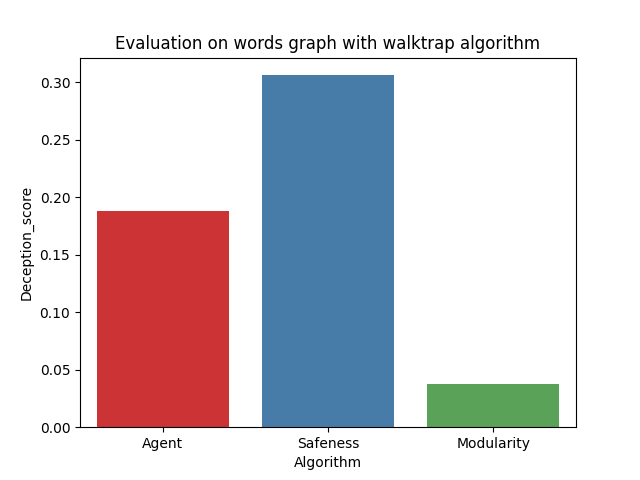 Evaluation on words graph with walktrap algorithm
Deception_score
0.30
0.25
0.20
0.15
0.10
0.05
0.00
Agent
Safeness
Modularity
Algorithm